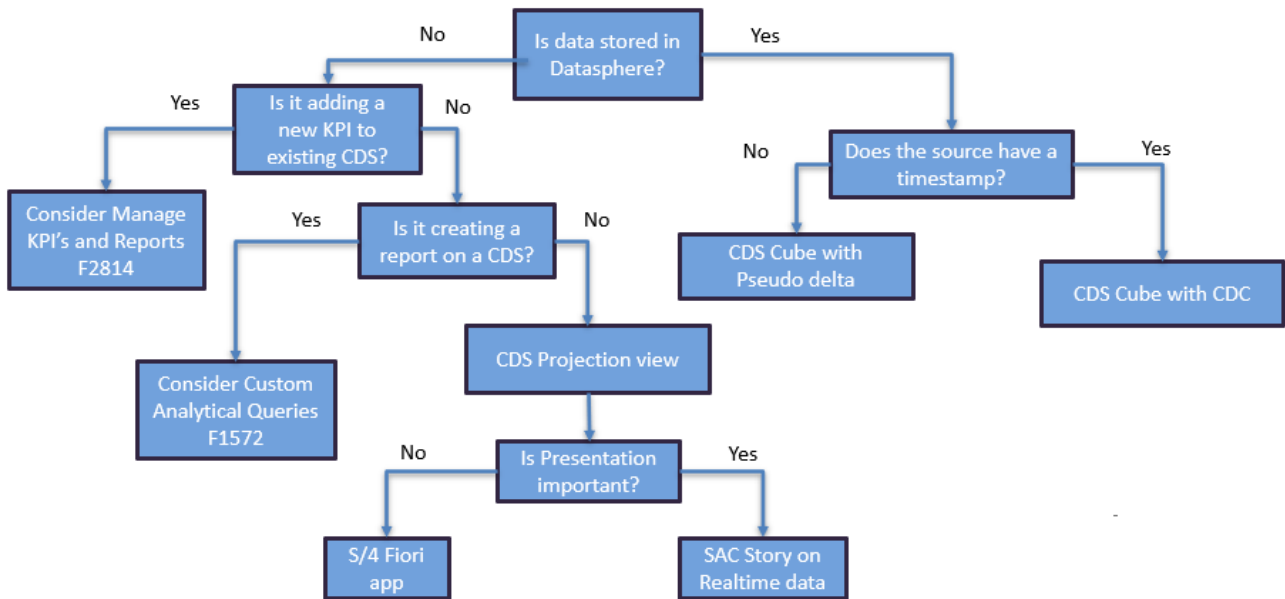 No
Is data stored in
Datasphere?
Yes
Yes
Is it adding a
new KPI to
existing CDS?
No
No
Does the source have a
timestamp?
Yes
Consider Manage
KPI's and Reports
F2814
Yes
Is it creating a
report on a CDS?
No
CDS Cube with
Pseudo delta
CDS Cube with CDC
CDS Projection view
Consider Custom
Analytical Queries
F1572
No
Is Presentation
important?
Yes
S/4 Fiori
app
SAC Story on
Realtime data
-